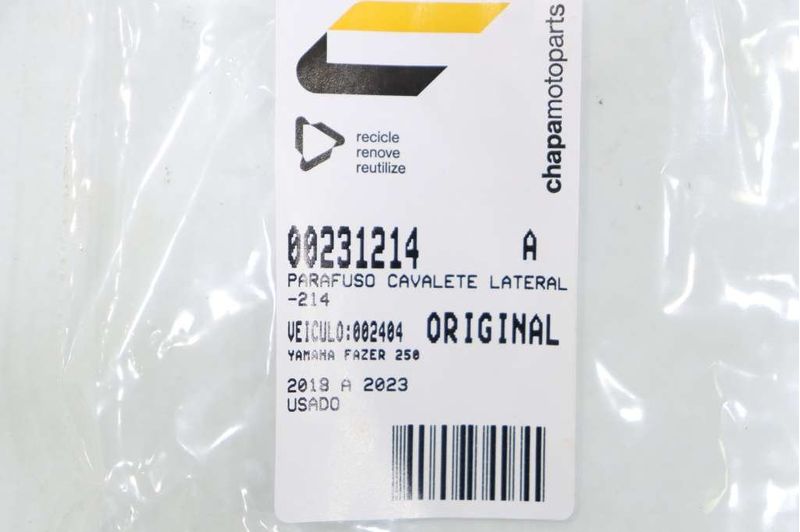 chapamotoparts
recicle
renove
reutilize
00231214 A
PARAFUSO CAVALETE LATERAL
-214
VEICULO:002404 ORIGINAL
YAMAHA FAZER 250
2018 A 2023
USADO